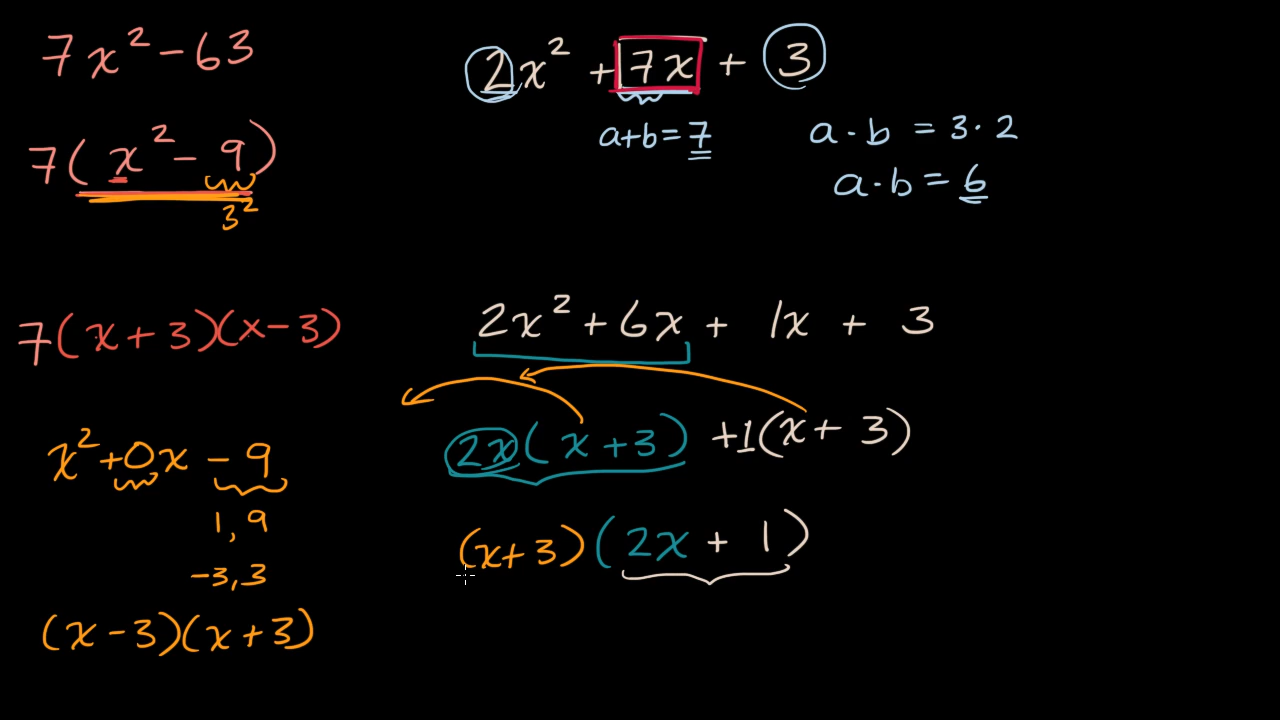 7x² - 63
7(x² - 9)
3²
7(x + 3)(x - 3)
x² + 0x - 9
1, 9
-3, 3
(x - 3)(x + 3)
2x² + 7x + 3
a+b = 7
a · b = 3 · 2
a · b = 6
2x² + 6x + 1x + 3
2x(x + 3) + 1(x + 3)
(x + 3)(2x + 1)